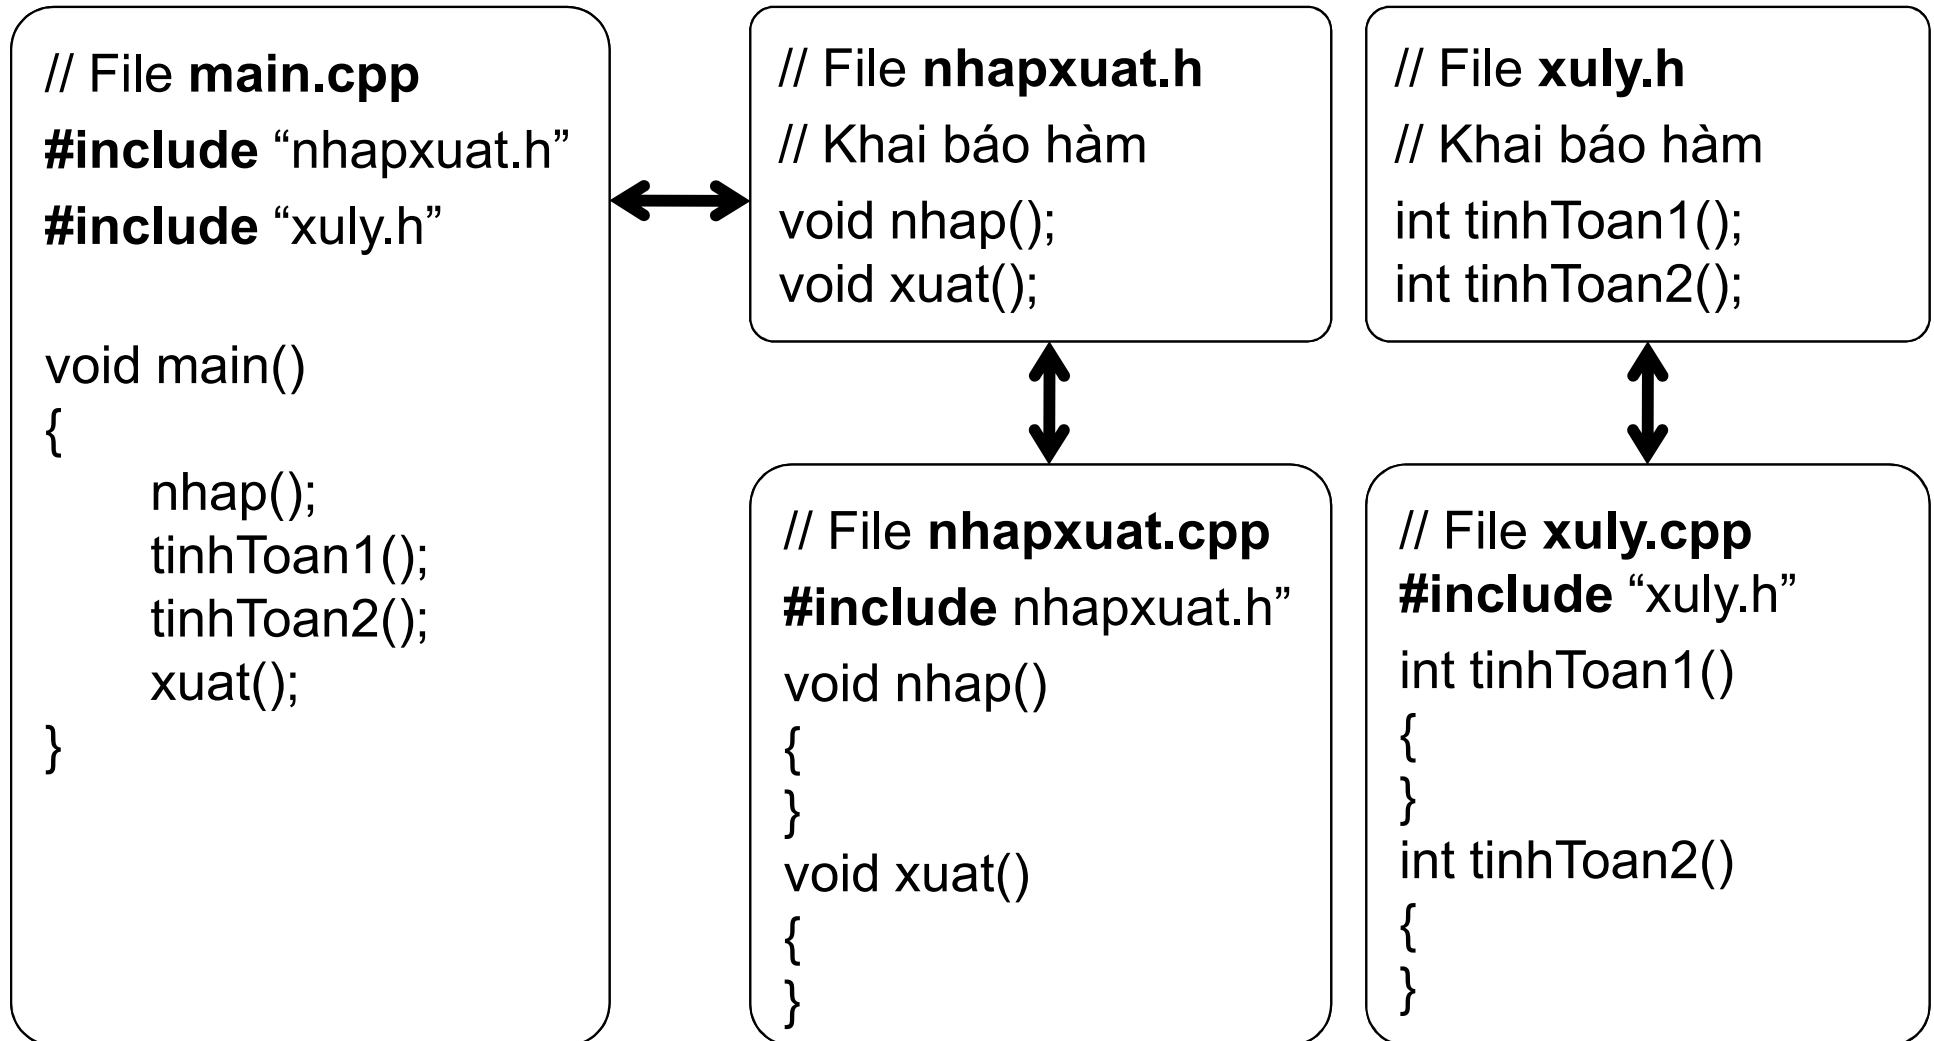 // File main.cpp
#include “nhapxuat.h”
#include “xuly.h”
void main()
{
nhap();
tinhToan1();
tinhToan2();
xuat();
}
// File nhapxuat.h
// Khai báo hàm
void nhap();
void xuat();
// File xuly.h
// Khai báo hàm
int tinhToan1();
int tinhToan2();
// File nhapxuat.cpp
#include nhapxuat.h”
void nhap()
{
}
void xuat()
{
}
// File xuly.cpp
#include “xuly.h”
int tinhToan1()
{
}
int tinhToan2()
{
}